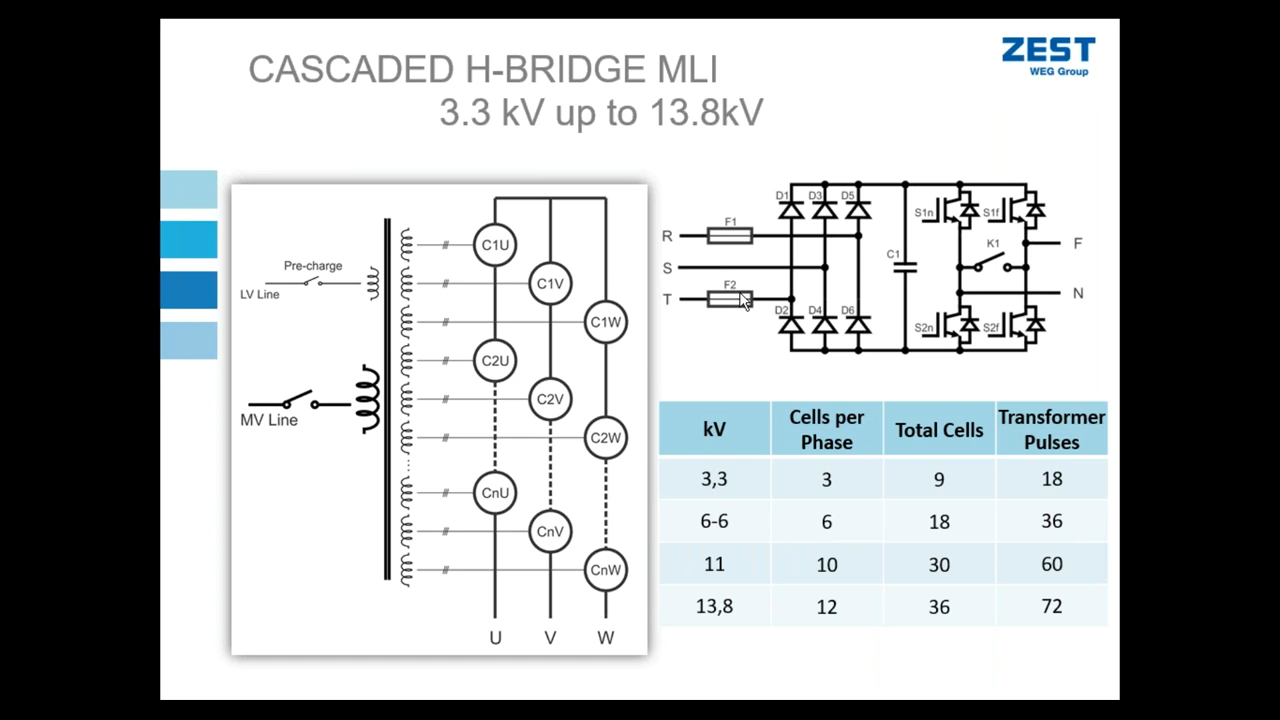 CASCADED H-BRIDGE MLI
3.3 kV up to 13.8kV
ZEST
WEG Group
Pre-charge
LV Line
MV Line
C1U
C1V
C1W
C2U
C2V
C2W
CnU
CnV
CnW
U V W
D1 D3 D5
S1n S1f
R F1
K1 F
C1
S
F2
T N
D2 D4 D6
S2n S2f
kV Cells per Phase Total Cells Transformer Pulses
3,3 3 9 18
6-6 6 18 36
11 10 30 60
13,8 12 36 72